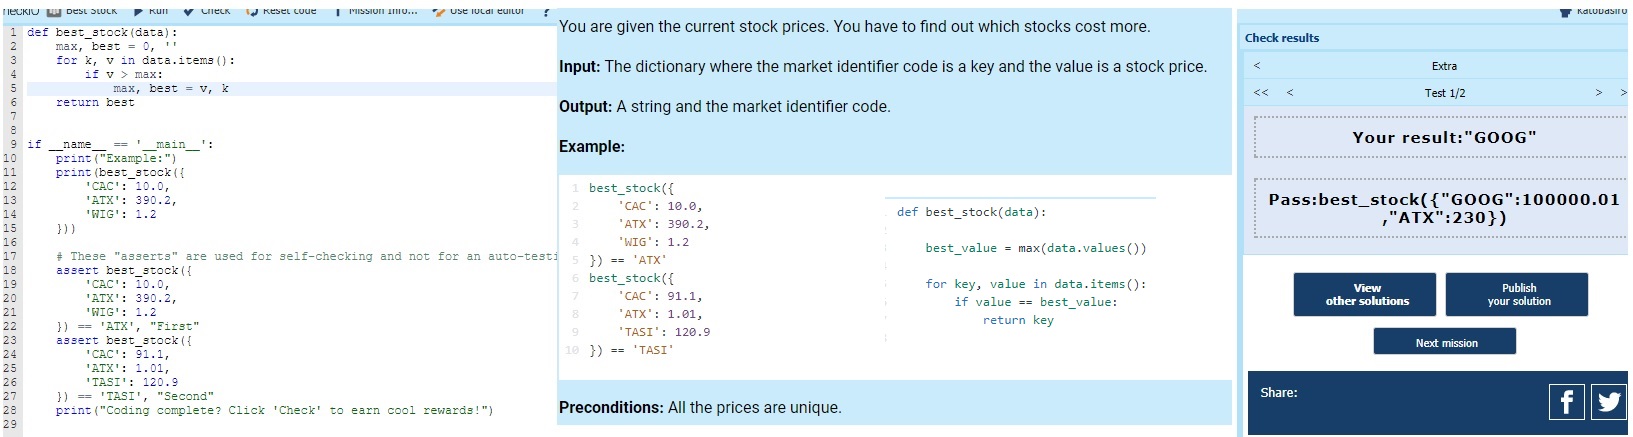 Best Stock Run Check Reset code Mission Info... Use local editor ?
1 def best_stock(data):
2 max, best = 0, ''
3 for k, v in data.items():
4 if v > max:
5 max, best = v, k
6 return best
7
8
9 if __name__ == '__main__':
10 print("Example:")
11 print(best_stock({
12 'CAC': 10.0,
13 'ATX': 390.2,
14 'WIG': 1.2
15 }))
16
17 # These "asserts" are used for self-checking and not for an auto-testi
18 assert best_stock({
19 'CAC': 10.0,
20 'ATX': 390.2,
21 'WIG': 1.2
22 }) == 'ATX', "First"
23 assert best_stock({
24 'CAC': 91.1,
25 'ATX': 1.01,
26 'TASI': 120.9
27 }) == 'TASI', "Second"
28 print("Coding complete? Click 'Check' to earn cool rewards!")
29
You are given the current stock prices. You have to find out which stocks cost more.
Input: The dictionary where the market identifier code is a key and the value is a stock price.
Output: A string and the market identifier code.
Example:
1 best_stock({
2 'CAC': 10.0,
3 'ATX': 390.2,
4 'WIG': 1.2
5 }) == 'ATX'
6 best_stock({
7 'CAC': 91.1,
8 'ATX': 1.01,
9 'TASI': 120.9
10 }) == 'TASI'
def best_stock(data):
best_value = max(data.values())
for key, value in data.items():
if value == best_value:
return key
Preconditions: All the prices are unique.
Check results
< Extra
<< < Test 1/2 > >
Your result:"GOOG"
Pass:best_stock({"GOOG":100000.01
,"ATX":230})
View
other solutions
Publish
your solution
Next mission
Share: